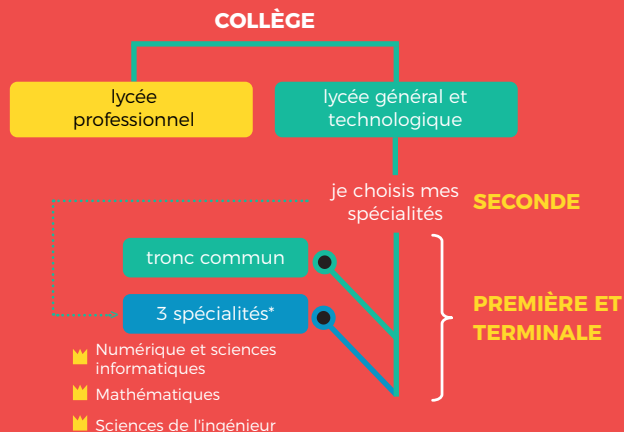 COLLÈGE
lycée
professionnel
lycée général et
technologique
je choisis mes
spécialités
SECONDE
tronc commun
3 spécialités*
PREMIÈRE ET
TERMINALE
Numérique et sciences
informatiques
Mathématiques
Sciences de l'ingénieur